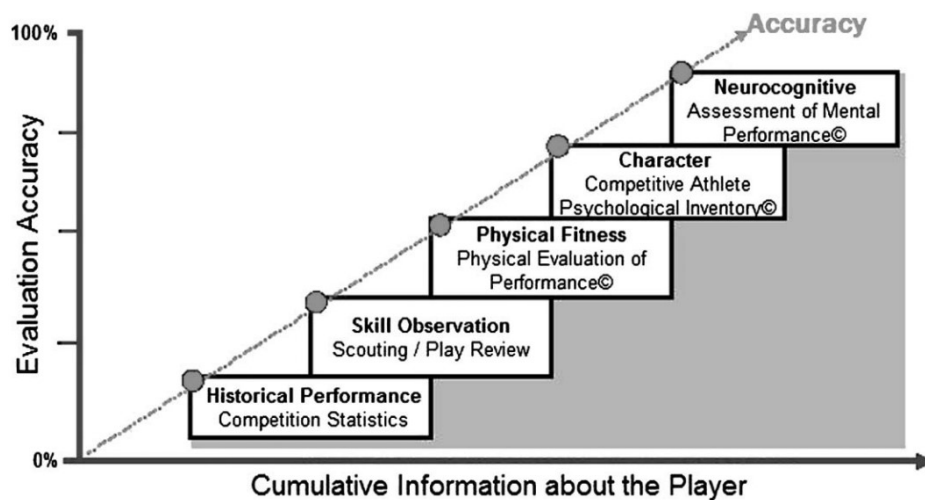 100%
Accuracy
Neurocognitive
Assessment of Mental
Performance©
Character
Competitive Athlete
Psychological Inventory©
Physical Fitness
Physical Evaluation of
Performance©
Skill Observation
Scouting / Play Review
Historical Performance
Competition Statistics
Evaluation Accuracy
0%
Cumulative Information about the Player